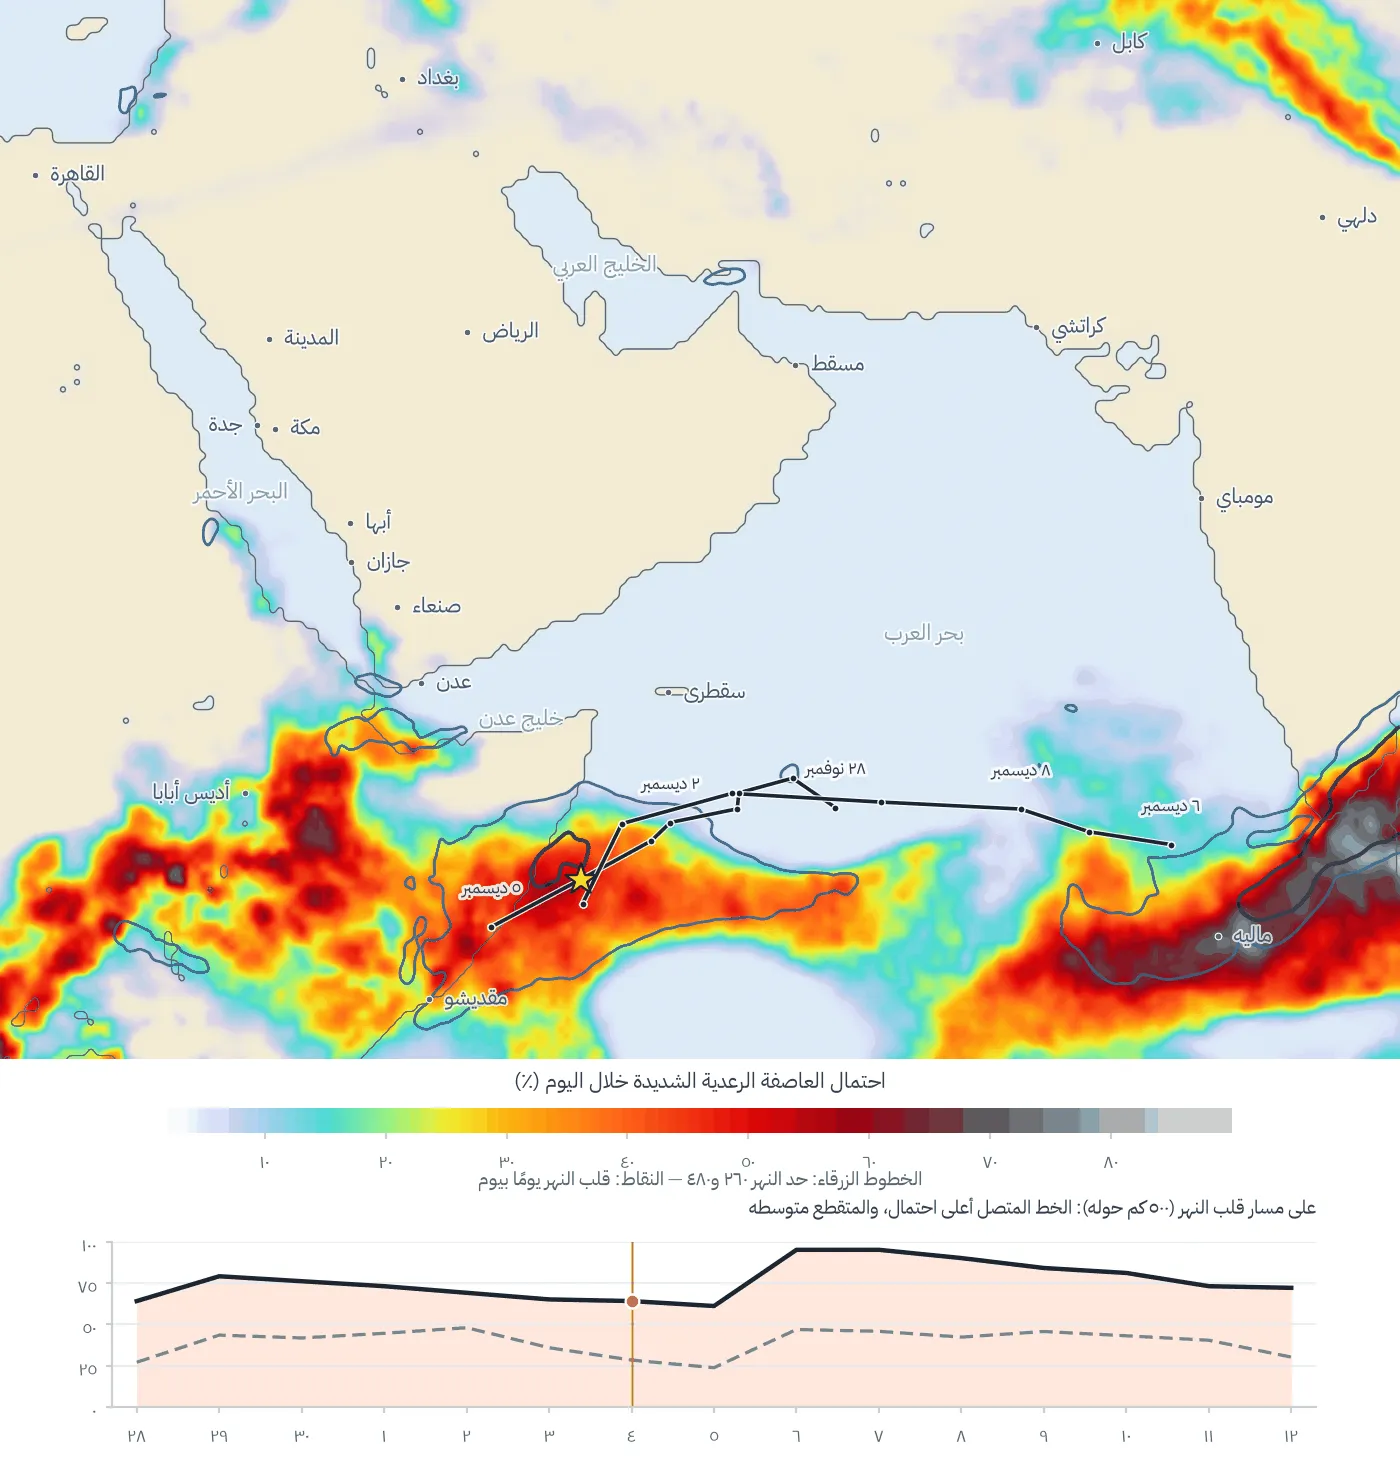 كابل
بغداد
القاهرة
دلهي
الخليج العربي
المدينة
الرياض
كراتشي
مسقط
جدة
مكة
البحر الأحمر
مومباي
أبها
جازان
صنعاء
بحر العرب
عدن
سقطرى
خليج عدن
٢٨ نوفمبر
٨ ديسمبر
٢ ديسمبر
أديس أبابا
٦ ديسمبر
٥ ديسمبر
ماليه
مقديشو
احتمال العاصفة الرعدية الشديدة خلال اليوم (٪)
١٠ ٢٠ ٣٠ ٤٠ ٥٠ ٦٠ ٧٠ ٨٠
الخطوط الزرقاء: حد النهر ٢٦٠ و٤٨٠ — النقاط: قلب النهر يومًا بيوم
على مسار قلب النهر (٥٠٠ كم حوله): الخط المتصل أعلى احتمال، والمتقطع متوسطه
١٠٠
٧٥
٥٠
٢٥
٠
٢٨ ٢٩ ٣٠ ١ ٢ ٣ ٤ ٥ ٦ ٧ ٨ ٩ ١٠ ١١ ١٢